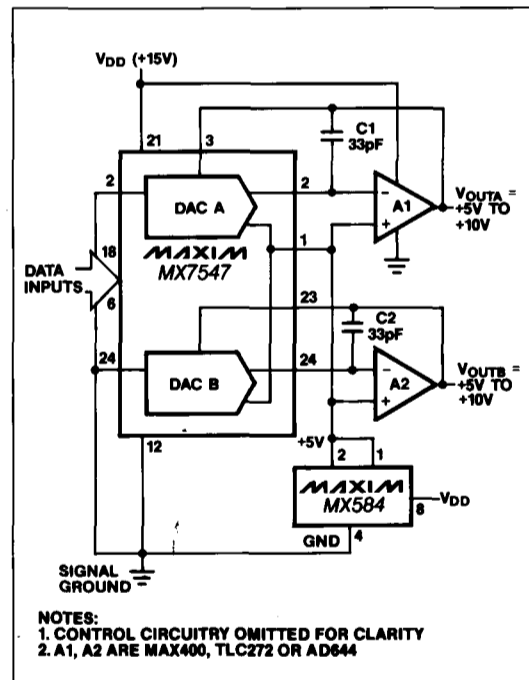 VDD (+15V)
21
3
C1
33pF
2
2
DAC A
A1
VOUTA =
+5V TO
+10V
1
MAXIM
MX7547
18
DATA
INPUTS
6
23
C2
33pF
24
24
DAC B
A2
VOUTB =
+5V TO
+10V
+5V
2
1
12
MAXIM
MX584
8
VDD
GND
4
SIGNAL
GROUND
NOTES:
1. CONTROL CIRCUITRY OMITTED FOR CLARITY
2. A1, A2 ARE MAX400, TLC272 OR AD644